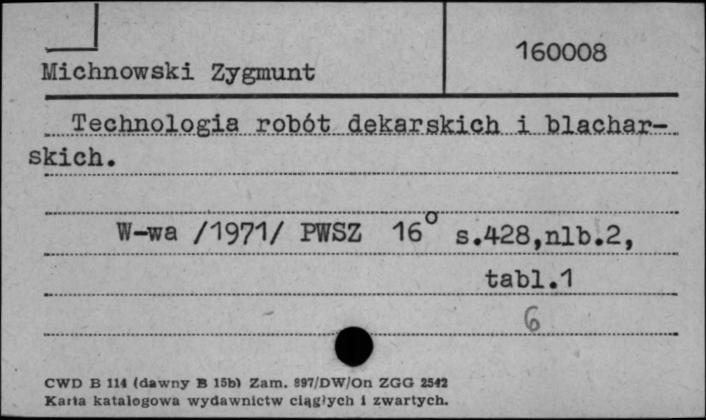 160008
Michnowski Zygmunt
Technologia robót dekarskich i blachar-
skich.
W-wa /1971/ PWSZ 16° s.428,nlb.2,
tabl.1
6
CWD B 114 (dawny B 15b) Zam. 897/DW/On ZGG 2542
Karta katalogowa wydawnictw ciągłych i zwartych.